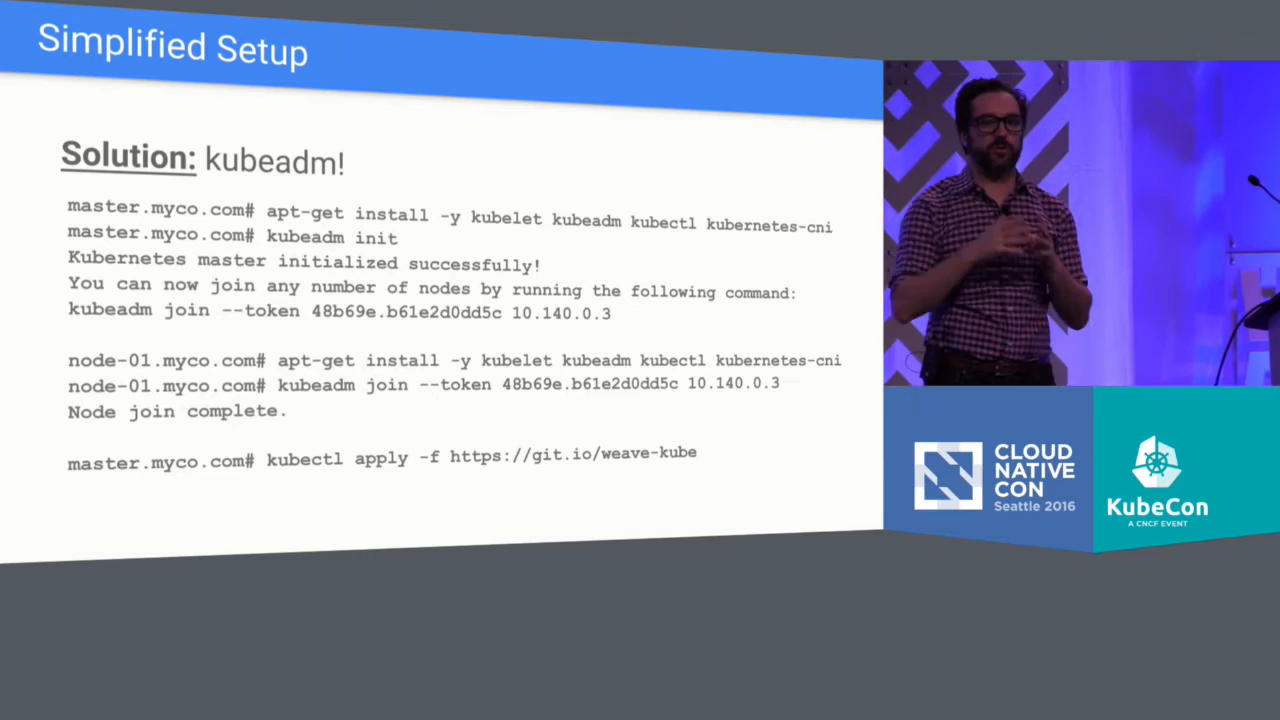 Simplified Setup
Solution: kubeadm!
master.myco.com# apt-get install -y kubelet kubeadm kubectl kubernetes-cni
master.myco.com# kubeadm init
Kubernetes master initialized successfully!
You can now join any number of nodes by running the following command:
kubeadm join --token 48b69e.b61e2d0dd5c 10.140.0.3
node-01.myco.com# apt-get install -y kubelet kubeadm kubectl kubernetes-cni
node-01.myco.com# kubeadm join --token 48b69e.b61e2d0dd5c 10.140.0.3
Node join complete.
master.myco.com# kubectl apply -f https://git.io/weave-kube
CLOUD
NATIVE
CON
Seattle 2016
KubeCon
A CNCF EVENT